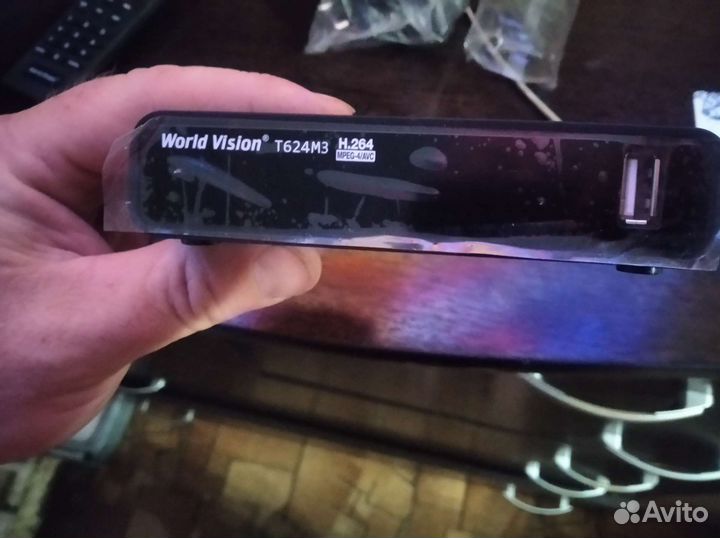 World Vision® T624M3 H.264
MPEG-4/AVC
Avito